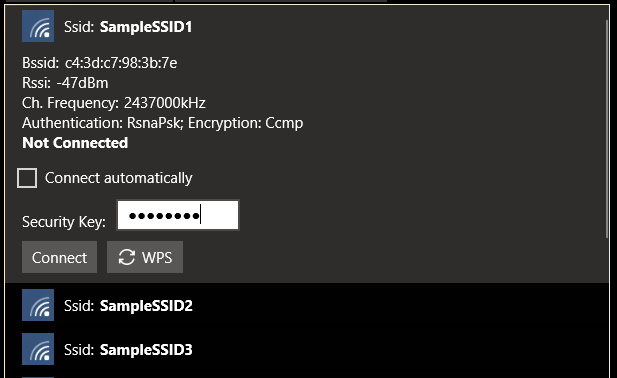 Ssid: SampleSSID1
Bssid: c4:3d:c7:98:3b:7e
Rssi: -47dBm
Ch. Frequency: 2437000kHz
Authentication: RsnaPsk; Encryption: Ccmp
Not Connected
Connect automatically
Security Key: ●●●●●●●●
Connect WPS
Ssid: SampleSSID2
Ssid: SampleSSID3